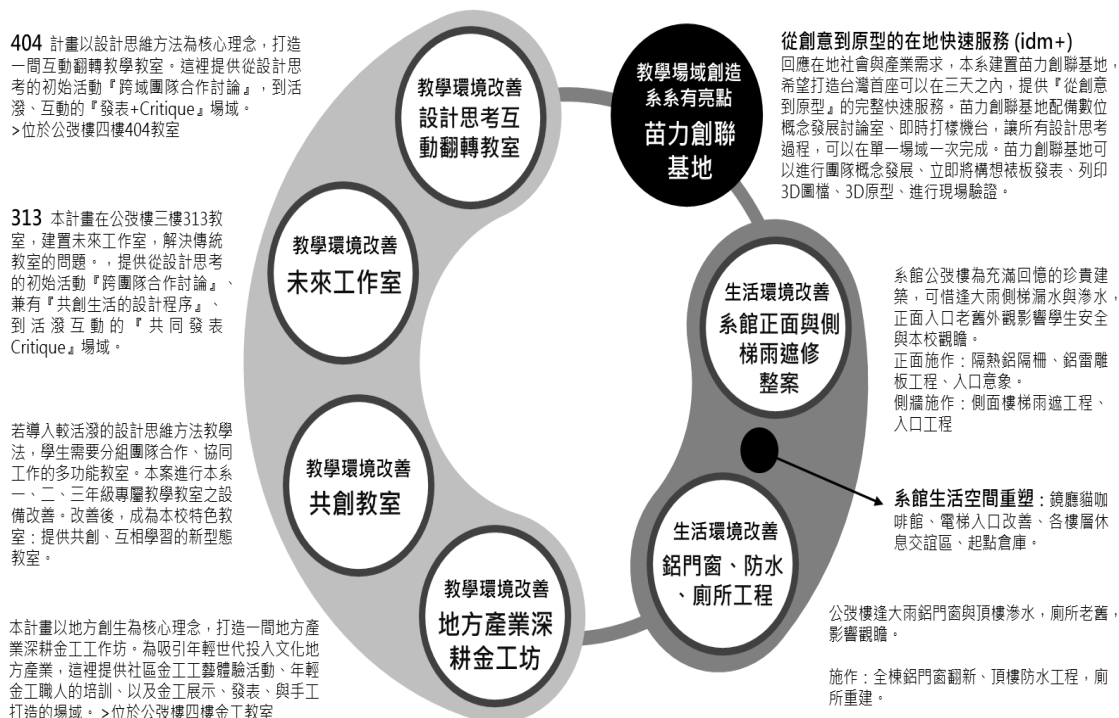 404 計畫以設計思維方法為核心理念，打造
一間互動翻轉教學教室。這裡提供從設計思
考的初始活動『跨域團隊合作討論』，到活
潑、互動的『發表+Critique』場域。
>位於公弢樓四樓404教室
313 本計畫在公弢樓三樓313教
室，建置未來工作室，解決傳統
教室的問題。，提供從設計思考
的初始活動『跨團隊合作討論』、
兼有『共創生活的設計程序』、
到活潑互動的『共同發表
Critique』場域。
若導入較活潑的設計思維方法教學
法，學生需要分組團隊合作、協同
工作的多功能教室。本案進行本系
一、二、三年級專屬教學教室之設
備改善。改善後，成為本校特色教
室：提供共創、互相學習的新型態
教室。
本計畫以地方創生為核心理念，打造一間地方產
業深耕金工工作坊。為吸引年輕世代投入文化地
方產業，這裡提供社區金工工藝體驗活動、年輕
金工職人的培訓、以及金工展示、發表、與手工
打造的場域。 >位於公弢樓四樓金工教室
教學環境改善
設計思考互
動翻轉教室
教學環境改善
未來工作室
教學環境改善
共創教室
教學環境改善
地方產業深
耕金工坊
教學場域創造
系系有亮點
苗力創聯
基地
生活環境改善
系館正面與側
梯雨遮修
整案
生活環境改善
鋁門窗、防水
、廁所工程
從創意到原型的在地快速服務 (idm+)
回應在地社會與產業需求，本系建置苗力創聯基地，
希望打造台灣首座可以在三天之內，提供『從創意
到原型』的完整快速服務。苗力創聯基地配備數位
概念發展討論室、即時打樣機台，讓所有設計思考
過程，可以在單一場域一次完成。苗力創聯基地可
以進行團隊概念發展、立即將構想裱板發表、列印
3D圖檔、3D原型、進行現場驗證。
系館公弢樓為充滿回憶的珍貴建
築，可惜逢大雨側梯漏水與滲水，
正面入口老舊外觀影響學生安全
與本校觀瞻。
正面施作：隔熱鋁隔柵、鋁雷雕
板工程、入口意象。
側牆施作：側面樓梯雨遮工程、
入口工程
系館生活空間重塑：鏡廳貓咖
啡館、電梯入口改善、各樓層休
息交誼區、起點倉庫。
公弢樓逢大雨鋁門窗與頂樓滲水，廁所老舊，
影響觀瞻。
施作：全棟鋁門窗翻新、頂樓防水工程，廁
所重建。